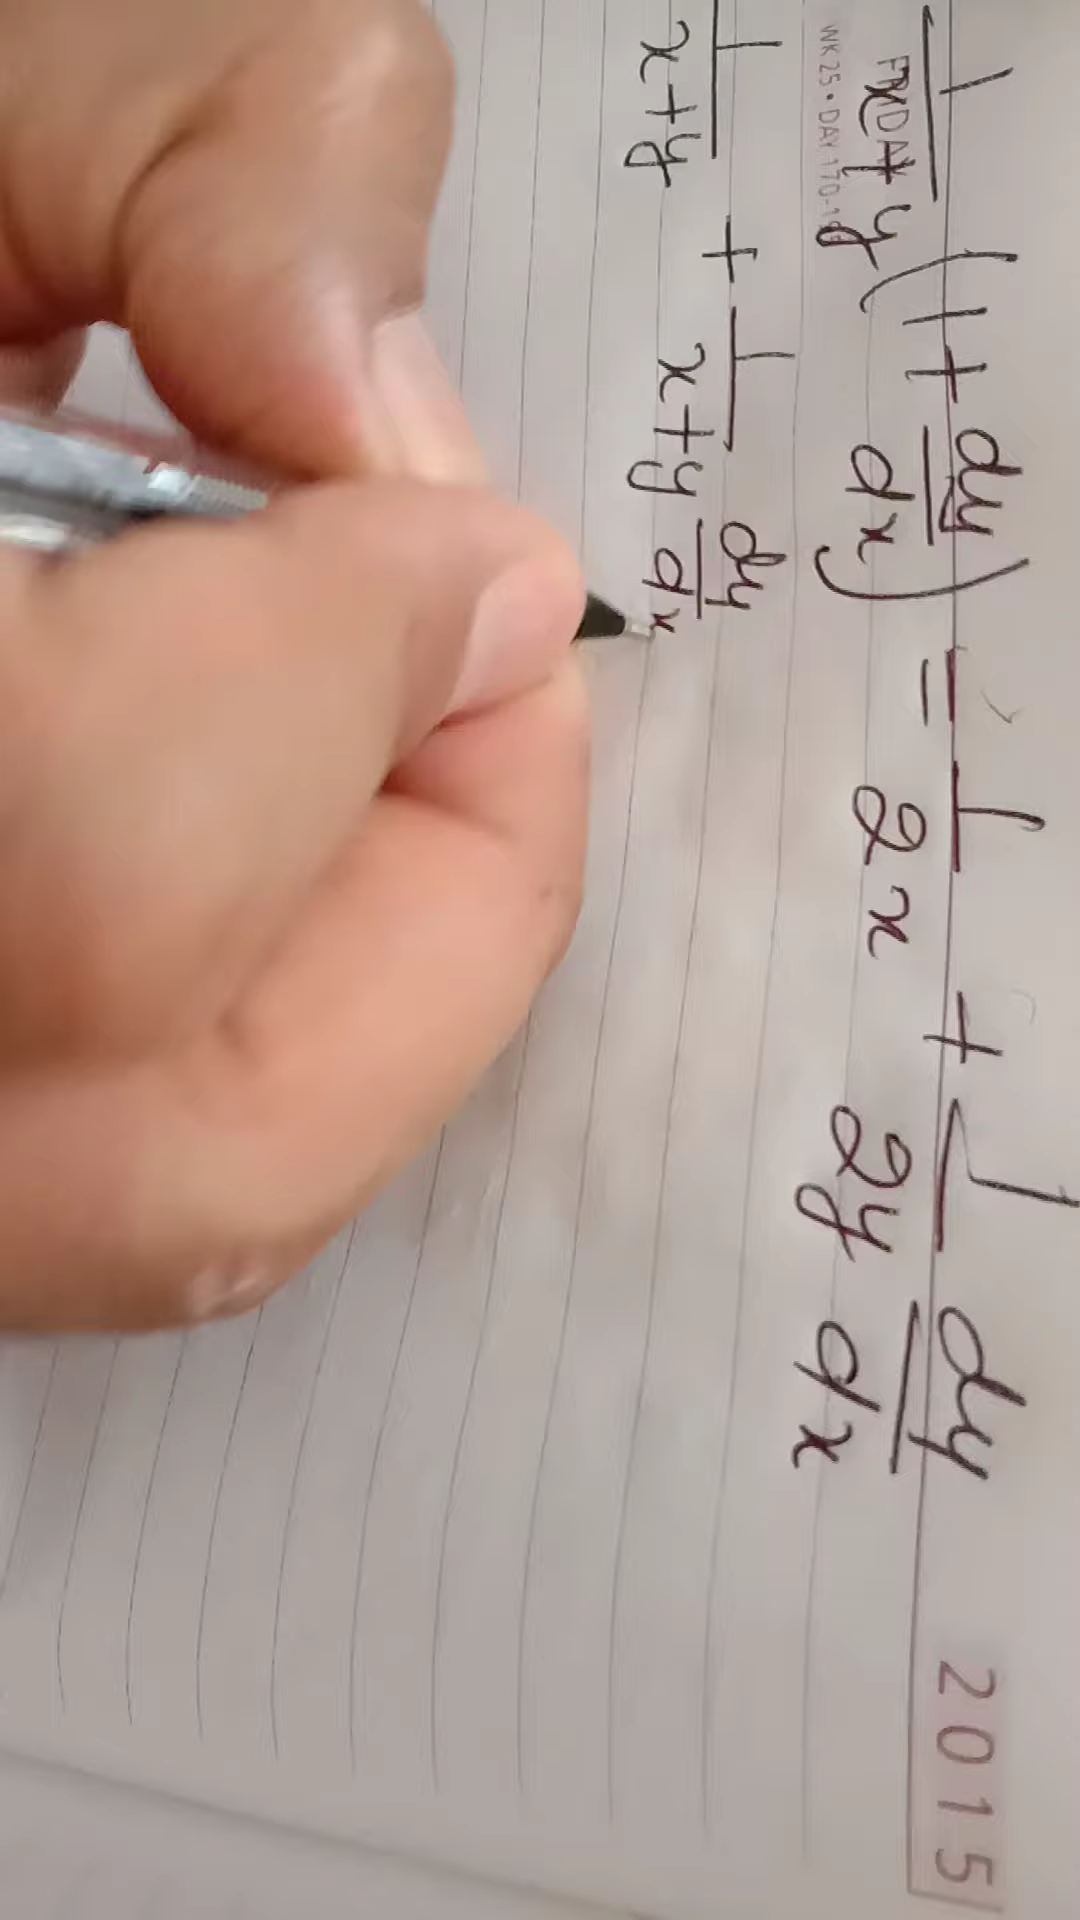 2015
FRIDAY
WK 25 • DAY 170-1
1/(x+y) (1 + dy/dx) = 1/2x + 1/2y dy/dx
1/(x+y) + 1/(x+y) dy/dx